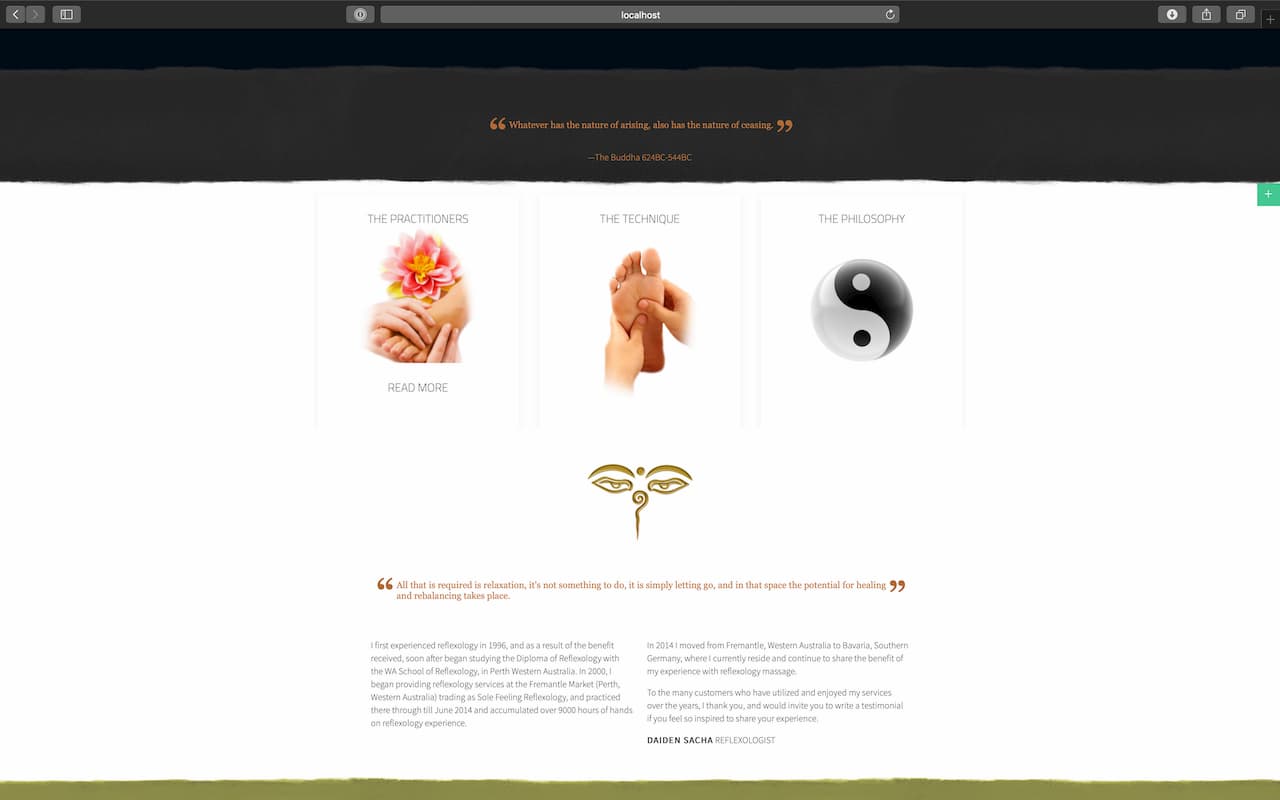 localhost
“ Whatever has the nature of arising, also has the nature of ceasing. ”
—The Buddha 624BC-544BC
THE PRACTITIONERS
READ MORE
THE TECHNIQUE
THE PHILOSOPHY
“ All that is required is relaxation, it's not something to do, it is simply letting go, and in that space the potential for healing ”
and rebalancing takes place.
I first experienced reflexology in 1996, and as a result of the benefit
received, soon after began studying the Diploma of Reflexology with
the WA School of Reflexology, in Perth Western Australia. In 2000, I
began providing reflexology services at the Fremantle Market (Perth,
Western Australia) trading as Sole Feeling Reflexology, and practiced
there through till June 2014 and accumulated over 9000 hours of hands
on reflexology experience.
In 2014 I moved from Fremantle, Western Australia to Bavaria, Southern
Germany, where I currently reside and continue to share the benefit of
my experience with reflexology massage.
To the many customers who have utilized and enjoyed my services
over the years, I thank you, and would invite you to write a testimonial
if you feel so inspired to share your experience.
DAIDEN SACHA REFLEXOLOGIST